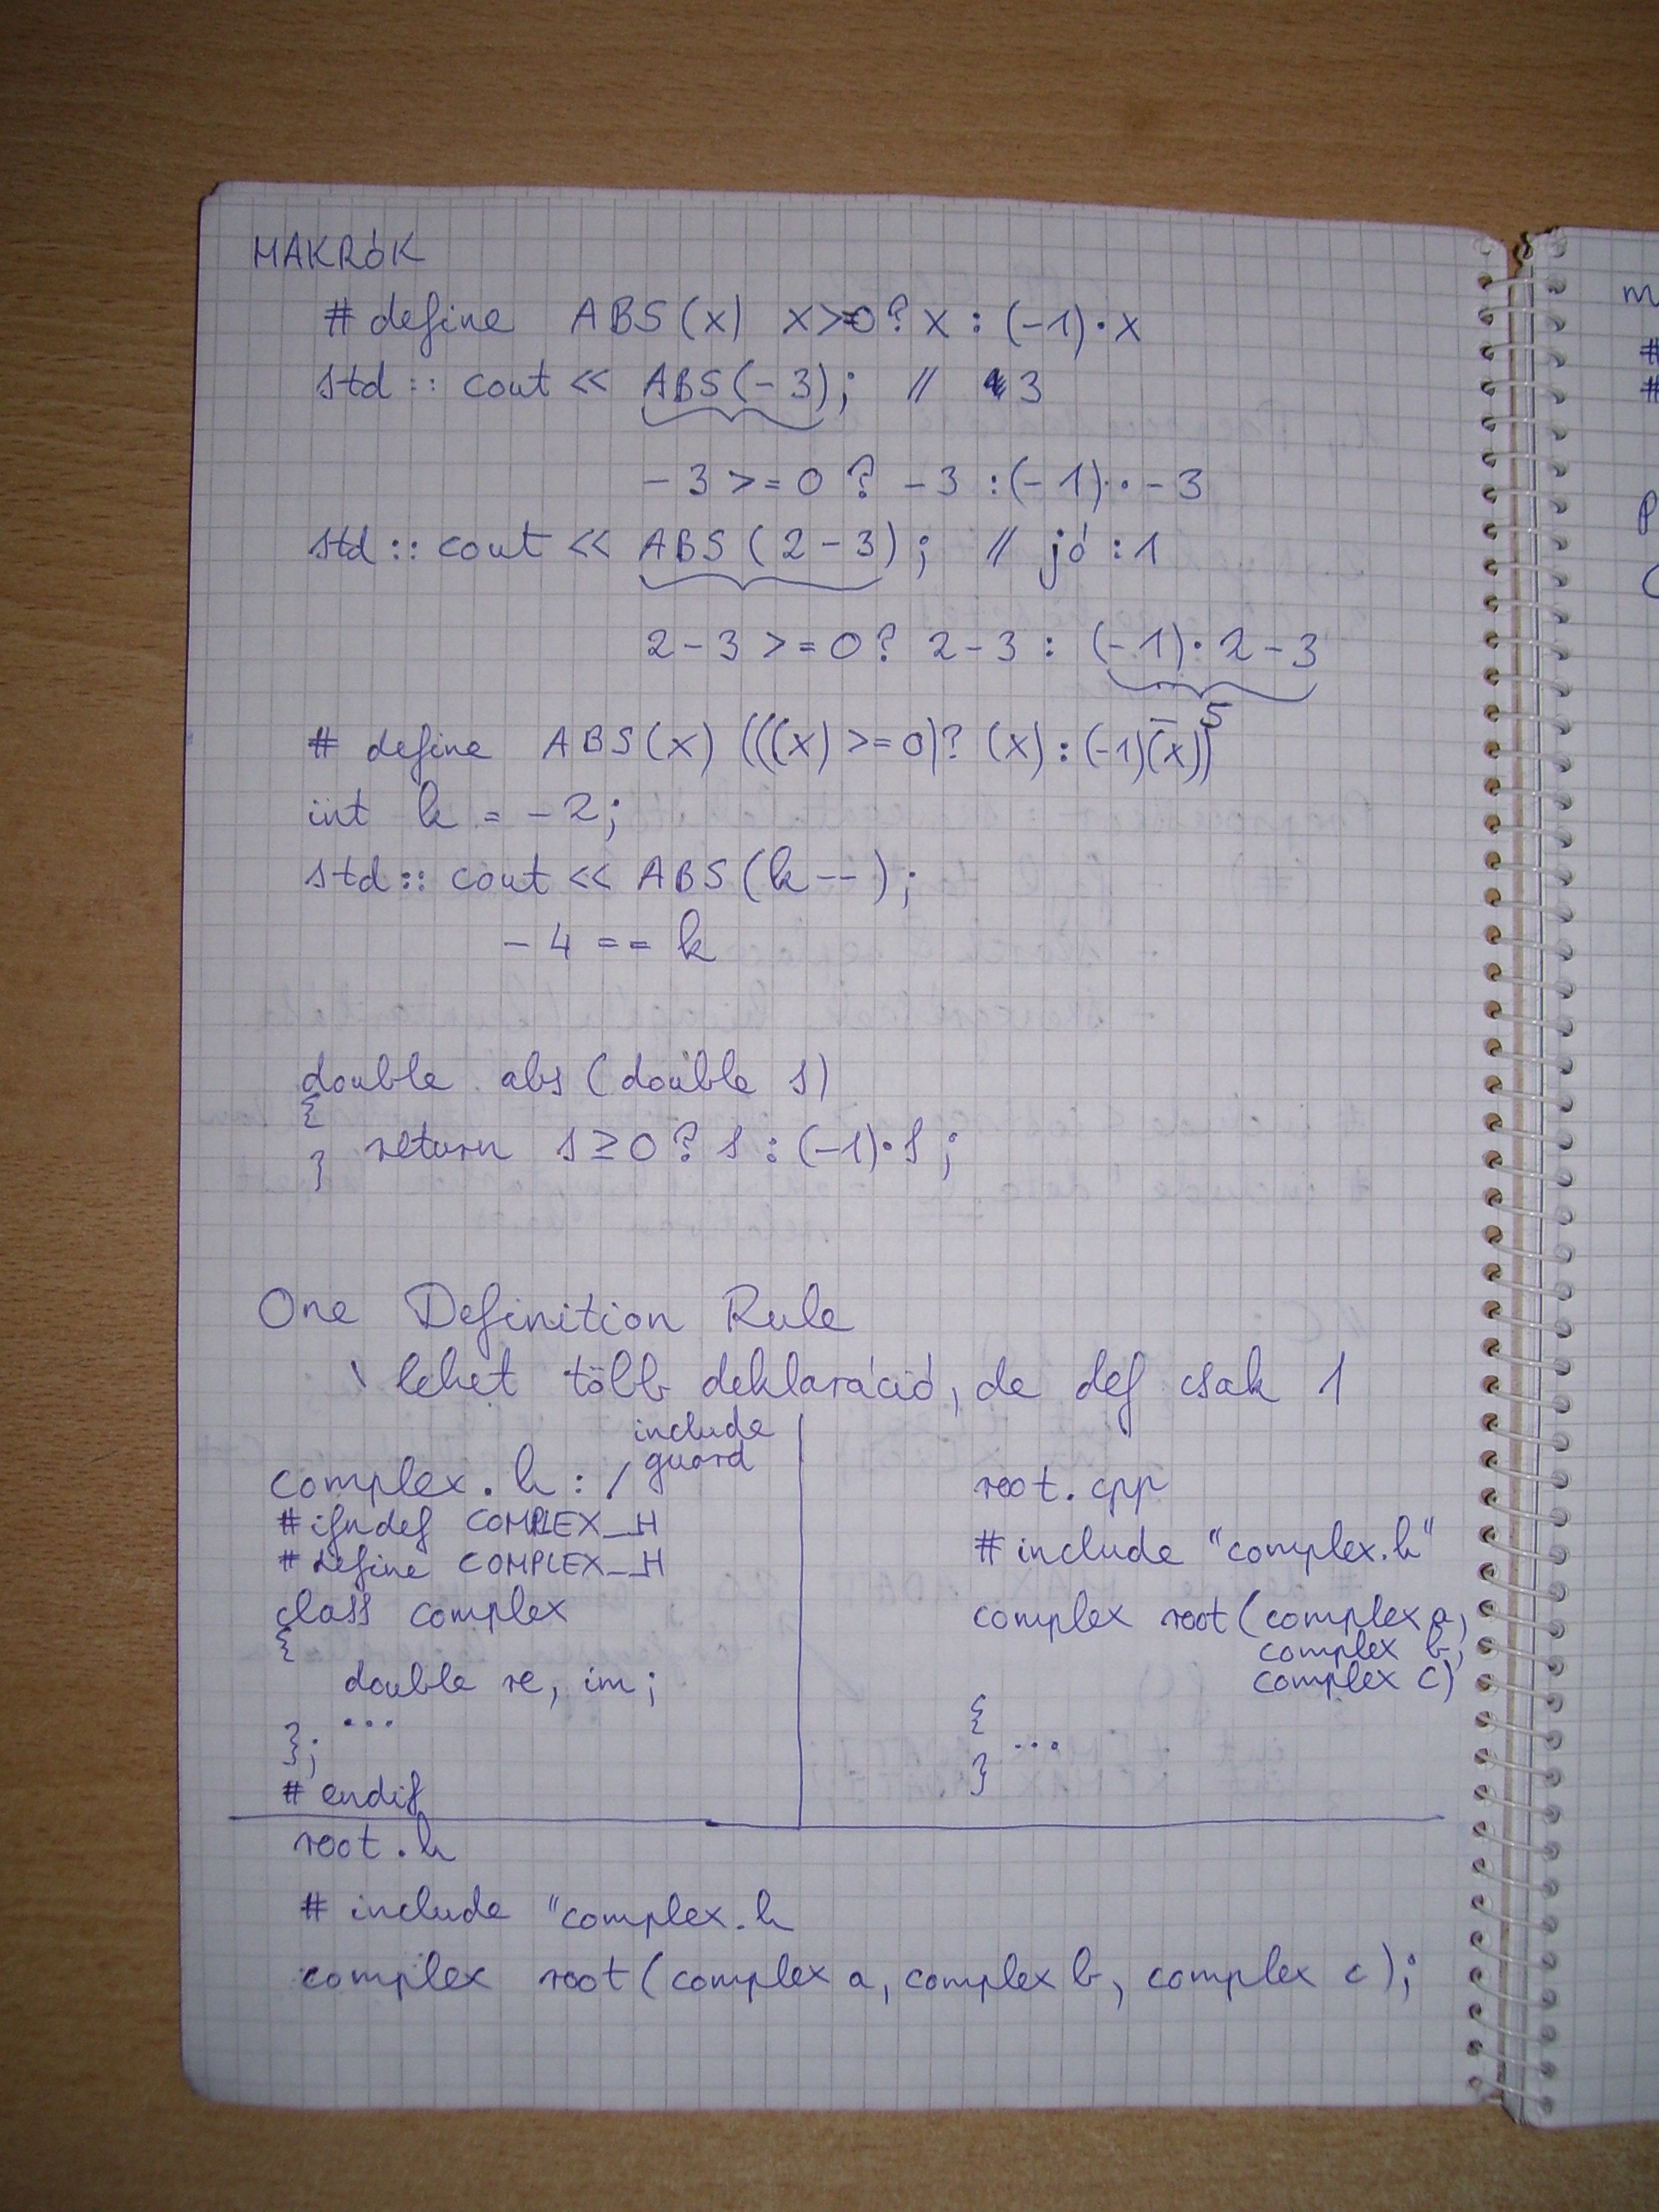 MAKRÓK
# define ABS(x) x>=0? x : (-1)·x
std :: cout << ABS(-3); // 3
-3 >= 0 ? -3 : (-1)·-3
std :: cout << ABS(2-3); // jó : 1
2-3 >= 0? 2-3 : (-1)·2-3
-5
# define ABS(x) (((x) >= 0)? (x) : (-1)(x))
int k = -2;
std :: cout << ABS(k--);
-4 == k
double abs(double s)
{
return s ≥ 0? s : (-1)·s;
}
One Definition Rule
\ lehet több deklaráció, de def csak 1
include
guard
complex.h: /
#ifndef COMPLEX_H
#define COMPLEX_H
class complex
{
double re, im;
...
};
# endif
root.cpp
#include "complex.h"
complex root(complex a,
complex b,
complex c)
{
...
}
root.h
# include "complex.h
complex root(complex a, complex b, complex c);
m
#
#
P
C